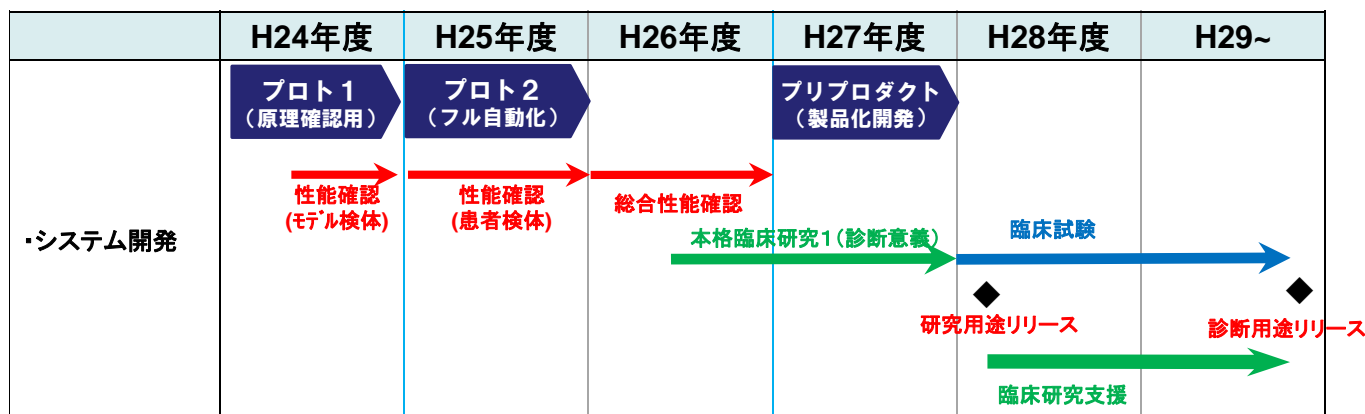 H24年度 H25年度 H26年度 H27年度 H28年度 H29~
プロト1 プロト2 プリプロダクト
（原理確認用） （フル自動化） （製品化開発）
性能確認 性能確認 総合性能確認
(ﾓﾃﾞﾙ検体) (患者検体)
・システム開発
本格臨床研究1（診断意義） 臨床試験
研究用途リリース 診断用途リリース
臨床研究支援